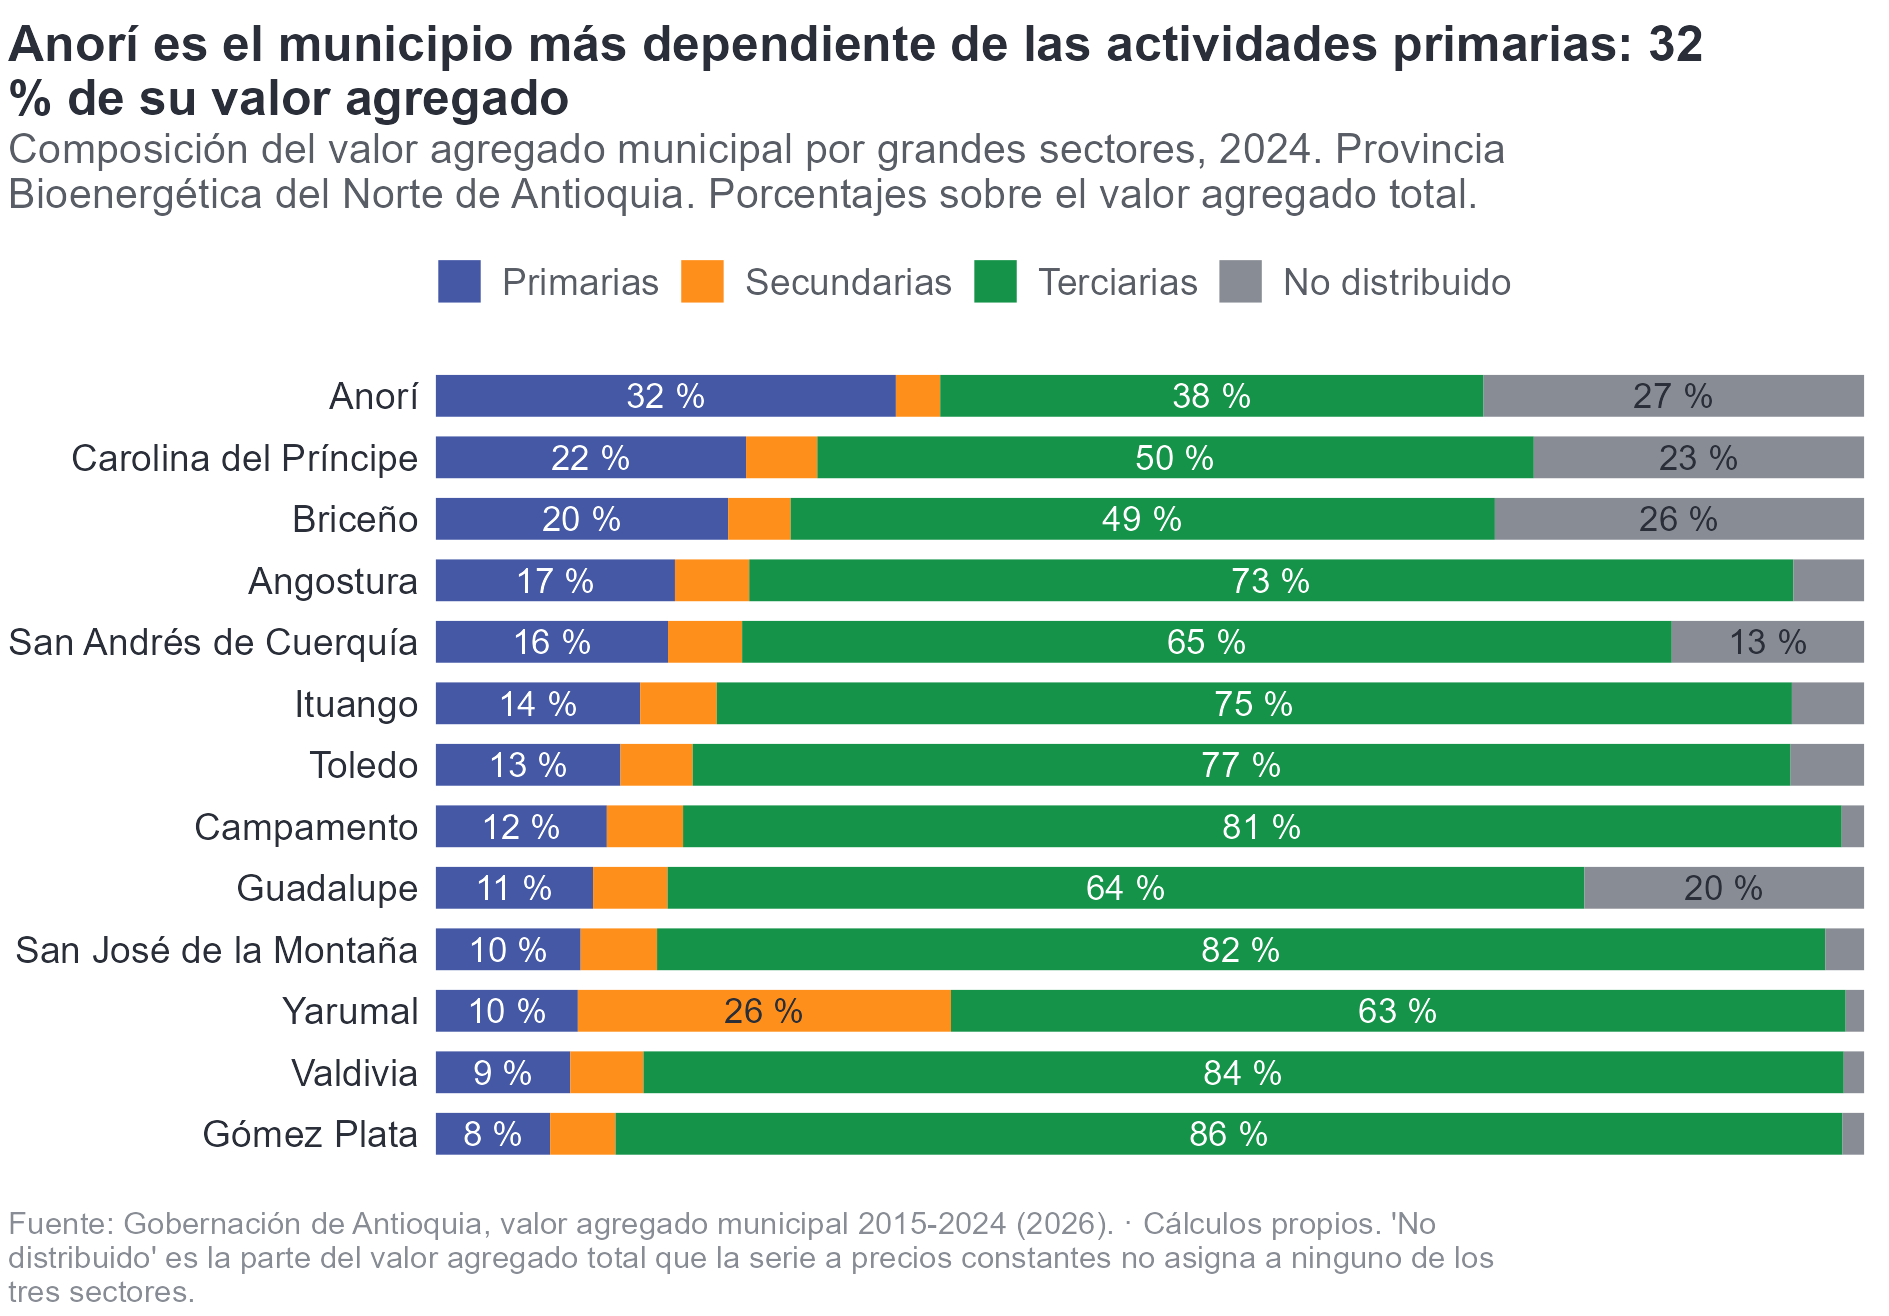 Anorí es el municipio más dependiente de las actividades primarias: 32
% de su valor agregado
Composición del valor agregado municipal por grandes sectores, 2024. Provincia
Bioenergética del Norte de Antioquia. Porcentajes sobre el valor agregado total.
Primarias Secundarias Terciarias No distribuido
Anorí 32 % 38 % 27 %
Carolina del Príncipe 22 % 50 % 23 %
Briceño 20 % 49 % 26 %
Angostura 17 % 73 %
San Andrés de Cuerquía 16 % 65 % 13 %
Ituango 14 % 75 %
Toledo 13 % 77 %
Campamento 12 % 81 %
Guadalupe 11 % 64 % 20 %
San José de la Montaña 10 % 82 %
Yarumal 10 % 26 % 63 %
Valdivia 9 % 84 %
Gómez Plata 8 % 86 %
Fuente: Gobernación de Antioquia, valor agregado municipal 2015-2024 (2026). · Cálculos propios. 'No
distribuido' es la parte del valor agregado total que la serie a precios constantes no asigna a ninguno de los
tres sectores.